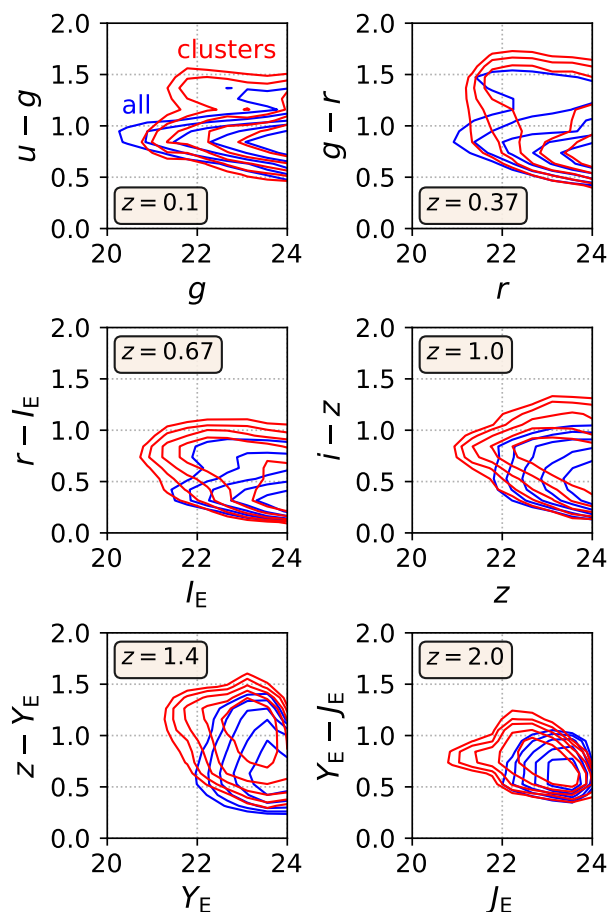 2.0
1.5
1.0
0.5
0.0
u − g
clusters
all
z = 0.1
20
22
24
g
2.0
1.5
1.0
0.5
0.0
g − r
z = 0.37
20
22
24
r
2.0
1.5
1.0
0.5
0.0
r − I_E
z = 0.67
20
22
24
I_E
2.0
1.5
1.0
0.5
0.0
i − z
z = 1.0
20
22
24
z
2.0
1.5
1.0
0.5
0.0
z − Y_E
z = 1.4
20
22
24
Y_E
2.0
1.5
1.0
0.5
0.0
Y_E − J_E
z = 2.0
20
22
24
J_E